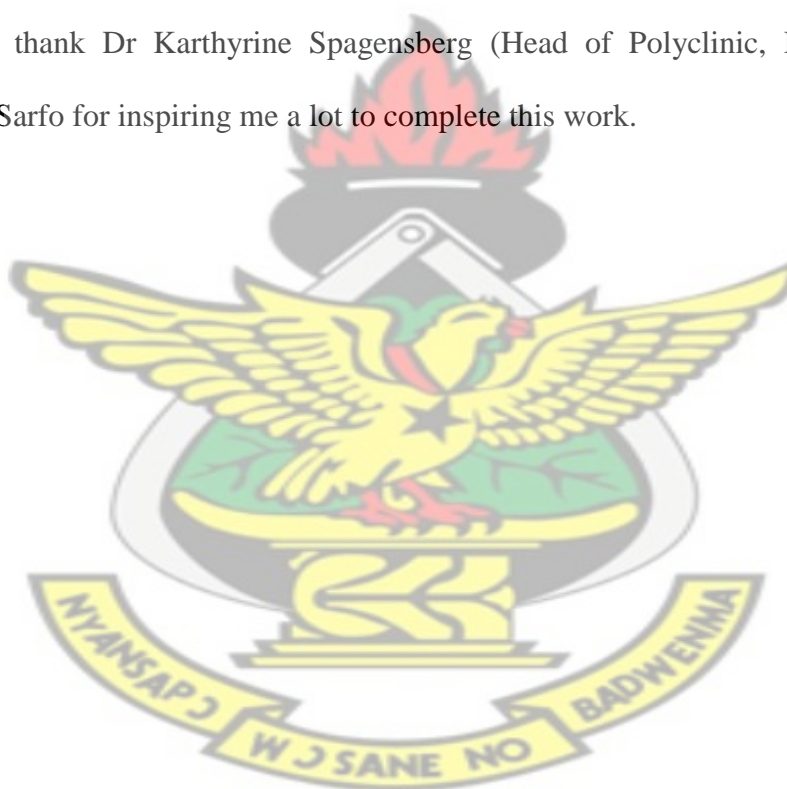 thank Dr Karthyrine Spagensberg (Head of Polyclinic,
Sarfo for inspiring me a lot to complete this work.
NYANSAPƆ WƆSANE NO BADWENMA